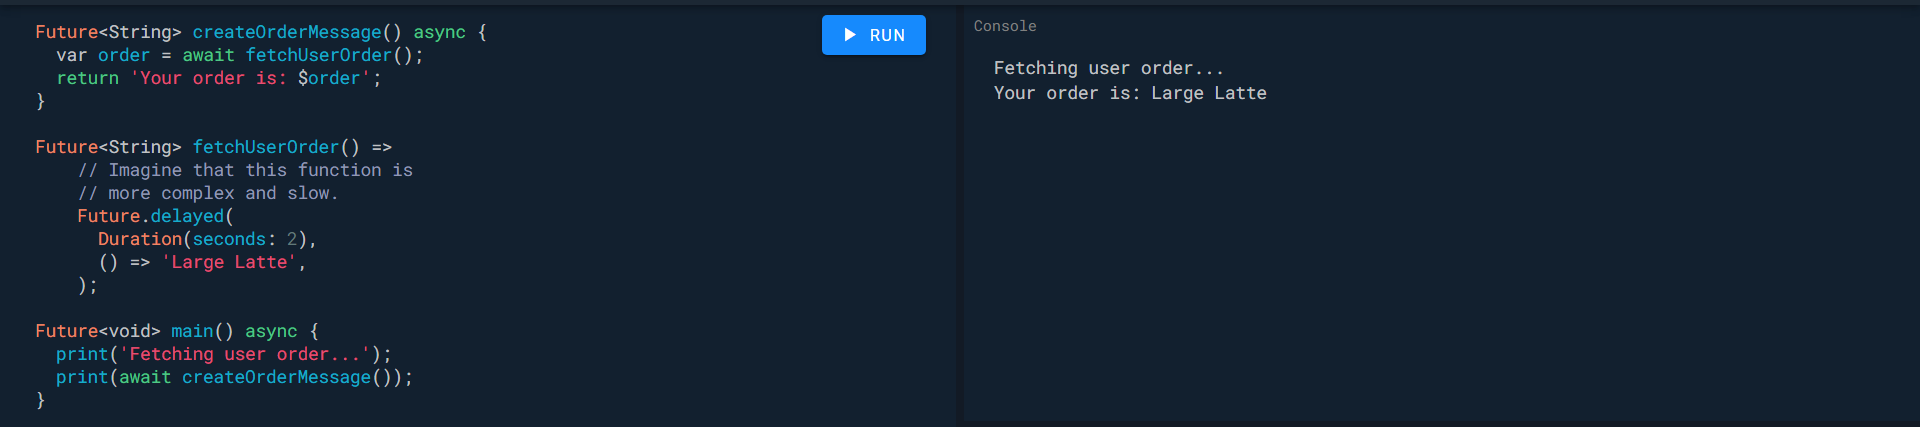 Future<String> createOrderMessage() async {
  var order = await fetchUserOrder();
  return 'Your order is: $order';
}

Future<String> fetchUserOrder() =>
    // Imagine that this function is
    // more complex and slow.
    Future.delayed(
      Duration(seconds: 2),
      () => 'Large Latte',
    );

Future<void> main() async {
  print('Fetching user order...');
  print(await createOrderMessage());
}
RUN
Console
Fetching user order...
Your order is: Large Latte